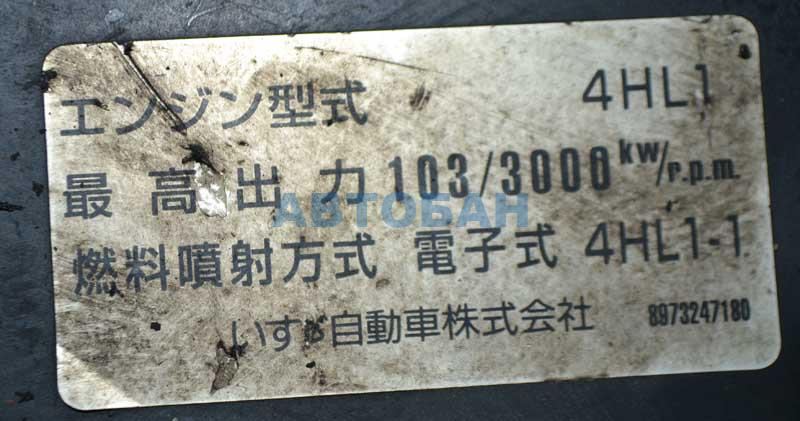 エンジン型式 4HL1
最高出力 103/3000 kw/r.p.m.
АВТОБАН
燃料噴射方式 電子式 4HL1-1
いすゞ自動車株式会社 8973247180